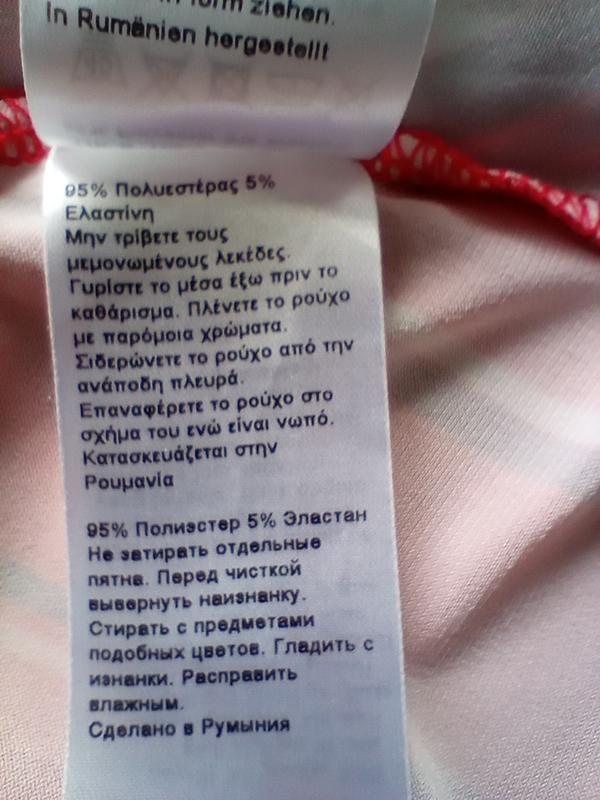 in form ziehen.
In Rumänien hergestellt
95% Πολυεστέρας 5%
Ελαστίνη
Μην τρίβετε τους
μεμονωμένους λεκέδες.
Γυρίστε το μέσα έξω πριν το
καθάρισμα. Πλένετε το ρούχο
με παρόμοια χρώματα.
Σιδερώνετε το ρούχο από την
ανάποδη πλευρά.
Επαναφέρετε το ρούχο στο
σχήμα του ενώ είναι νωπό.
Κατασκευάζεται στην
Ρουμανία
95% Полиэстер 5% Эластан
Не затирать отдельные
пятна. Перед чисткой
вывернуть наизнанку.
Стирать с предметами
подобных цветов. Гладить с
изнанки. Расправить
влажным.
Сделано в Румыния